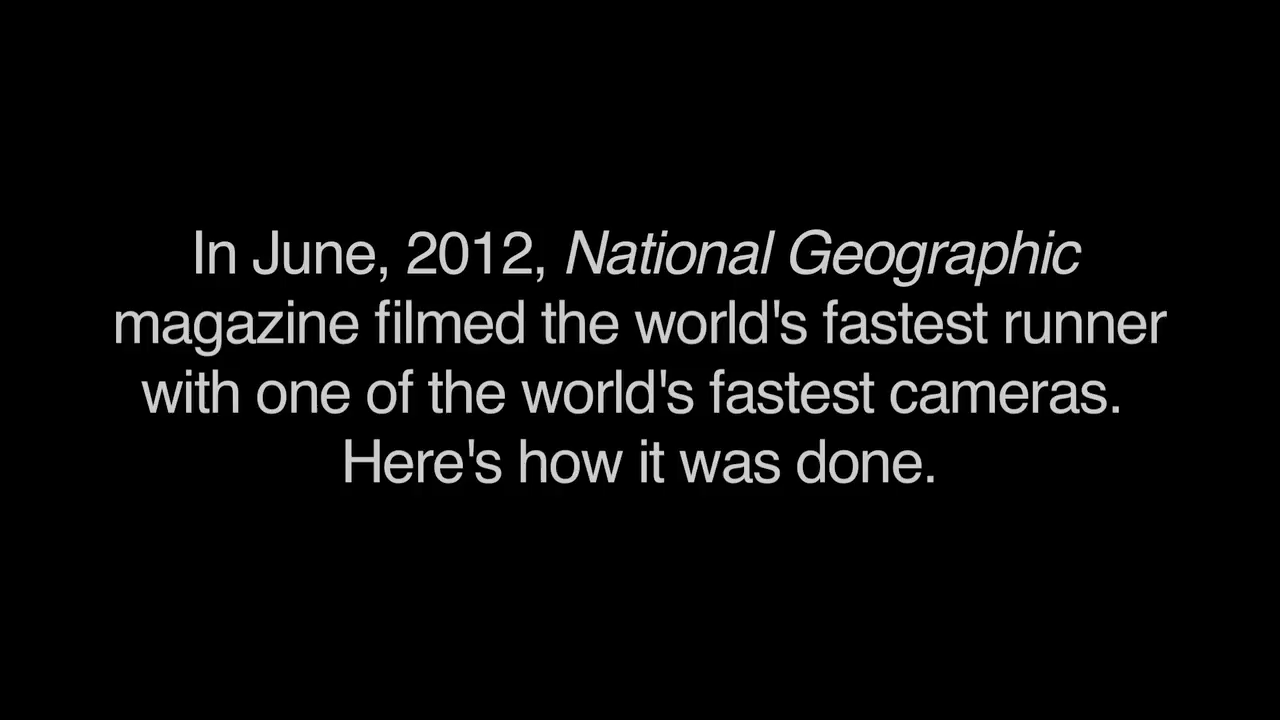 In June, 2012, National Geographic
magazine filmed the world's fastest runner
with one of the world's fastest cameras.
Here's how it was done.